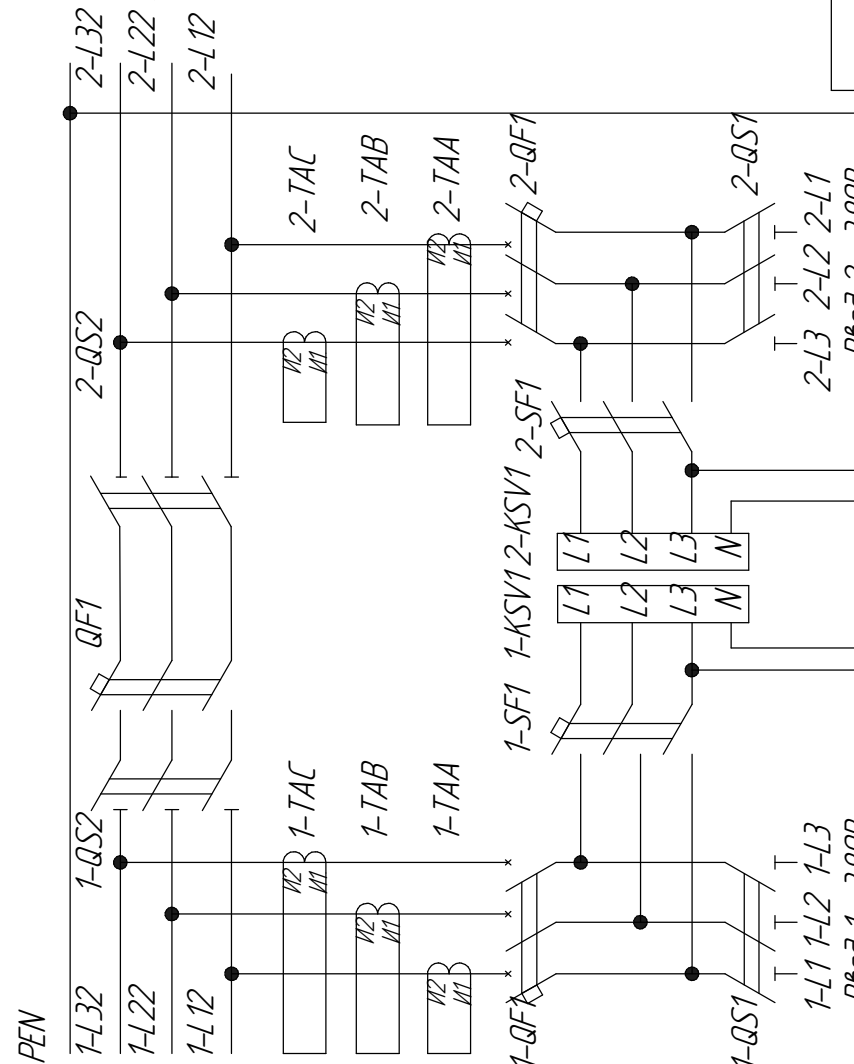 2-L32
2-L22
2-L12
2-QS2
2-TAC
2-TAB
2-TAA
2-QF1
2-QS1
И2
И1
И2
И1
И2
И1
2-L3
2-L2
2-L1
QF1
2-SF1
2-KSV1
L1
L2
L3
N
1-KSV1
L1
L2
L3
N
1-SF1
1-QS2
1-TAC
1-TAB
1-TAA
И2
И1
И2
И1
И2
И1
1-QF1
1-QS1
1-L1
1-L2
1-L3
PEN
1-L32
1-L22
1-L12